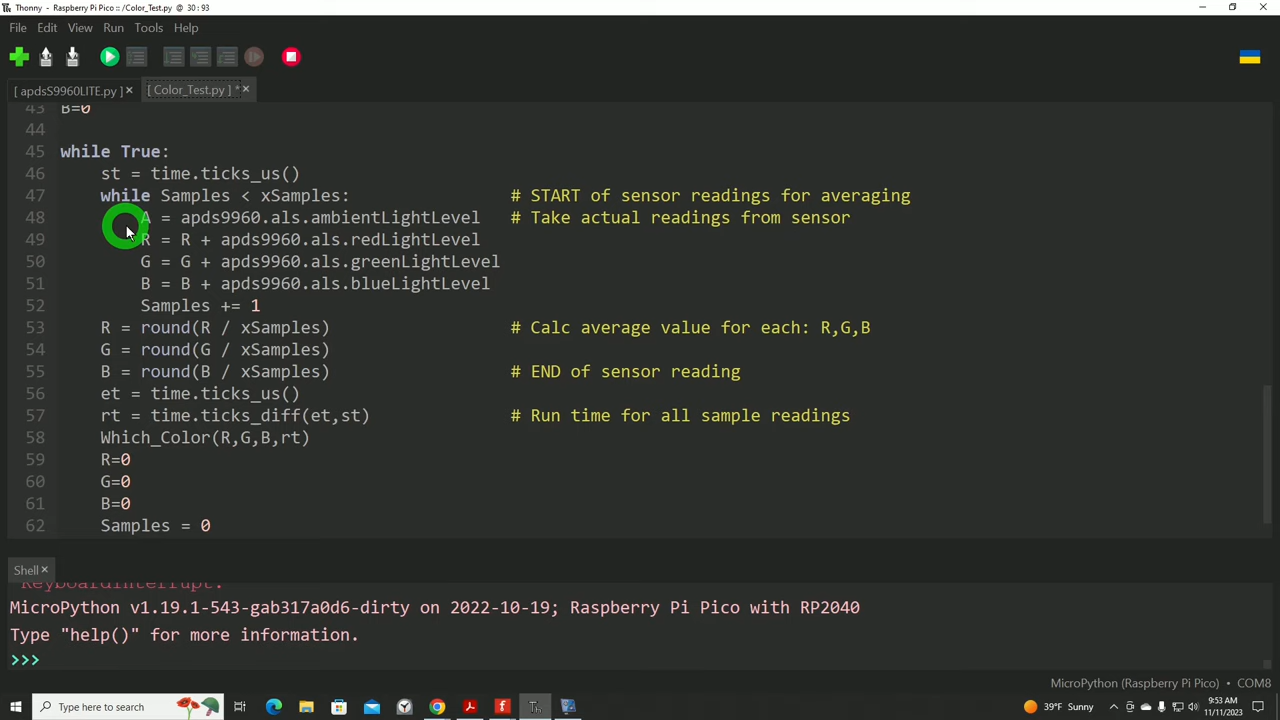 Thonny - Raspberry Pi Pico :: /Color_Test.py @ 30 : 93
File Edit View Run Tools Help
[ apdsS9960LITE.py ] × [ Color_Test.py ] * ×
43 B=0
44
45 while True:
46 st = time.ticks_us()
47 while Samples < xSamples: # START of sensor readings for averaging
48 A = apds9960.als.ambientLightLevel # Take actual readings from sensor
49 R = R + apds9960.als.redLightLevel
50 G = G + apds9960.als.greenLightLevel
51 B = B + apds9960.als.blueLightLevel
52 Samples += 1
53 R = round(R / xSamples) # Calc average value for each: R,G,B
54 G = round(G / xSamples)
55 B = round(B / xSamples) # END of sensor reading
56 et = time.ticks_us()
57 rt = time.ticks_diff(et,st) # Run time for all sample readings
58 Which_Color(R,G,B,rt)
59 R=0
60 G=0
61 B=0
62 Samples = 0
Shell ×
KeyboardInterrupt:
MicroPython v1.19.1-543-gab317a0d6-dirty on 2022-10-19; Raspberry Pi Pico with RP2040
Type "help()" for more information.
>>>
MicroPython (Raspberry Pi Pico) • COM8
Type here to search
39°F Sunny
9:53 AM
11/11/2023